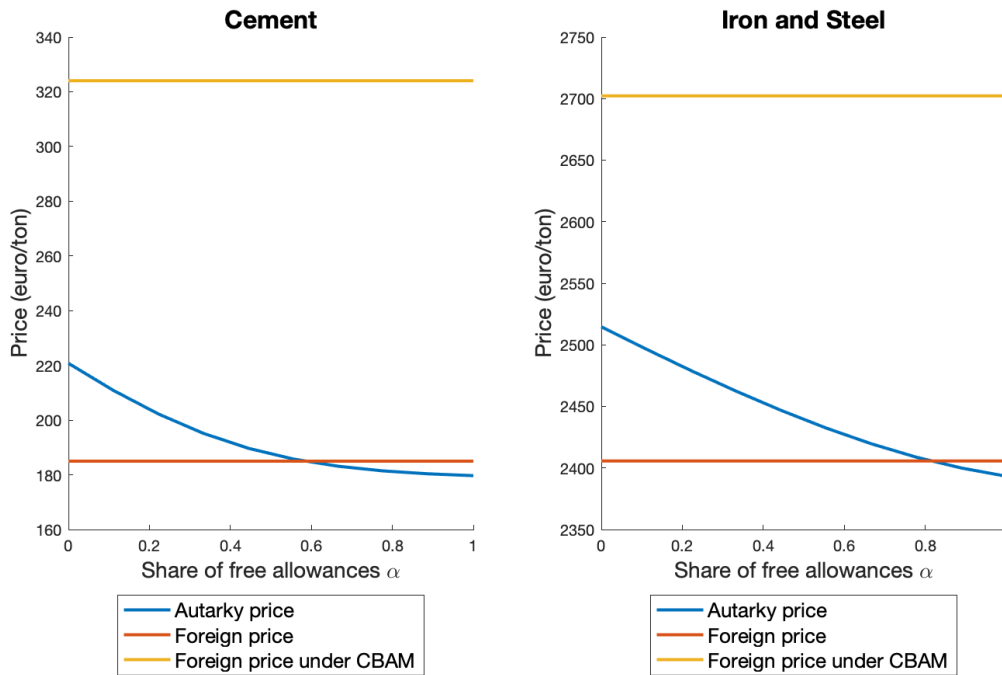 Cement
340
320
300
280
260
240
220
200
180
160
Price (euro/ton)
0 0.2 0.4 0.6 0.8 1
Share of free allowances α
Autarky price
Foreign price
Foreign price under CBAM
Iron and Steel
2750
2700
2650
2600
2550
2500
2450
2400
2350
Price (euro/ton)
0 0.2 0.4 0.6 0.8
Share of free allowances α
Autarky price
Foreign price
Foreign price under CBAM